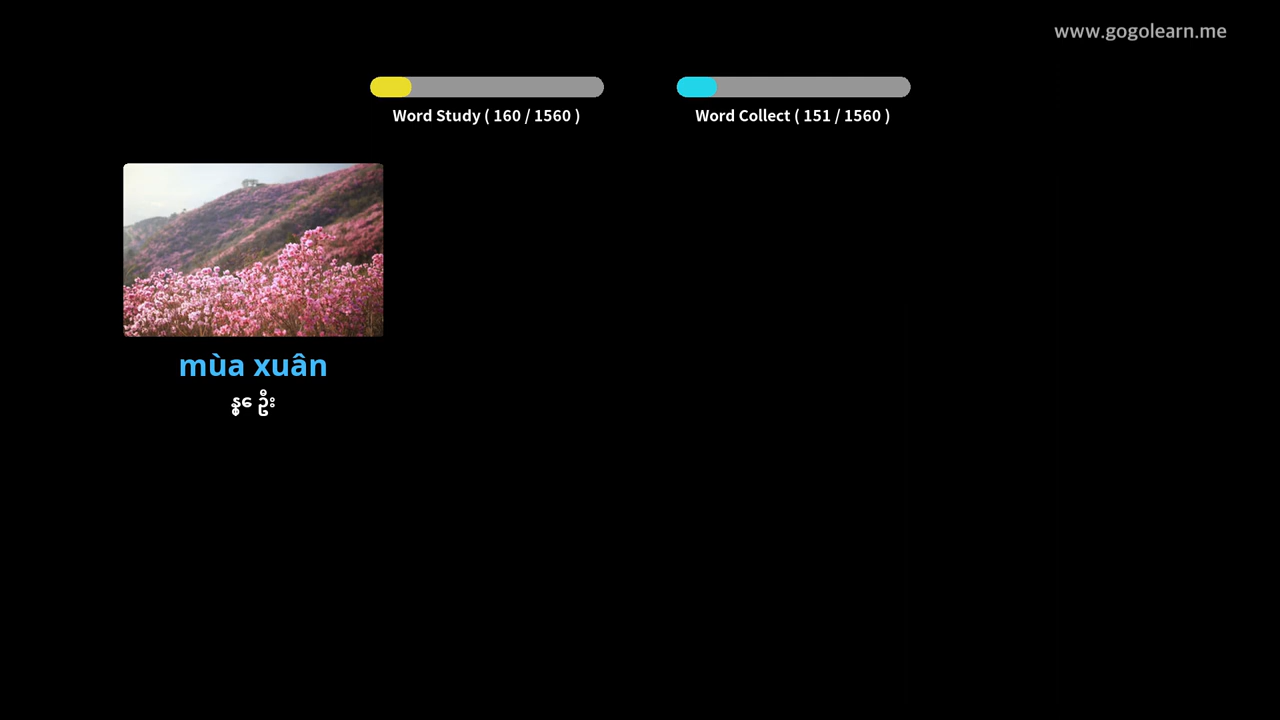 www.gogolearn.me
Word Study ( 160 / 1560 )
Word Collect ( 151 / 1560 )
mùa xuân
နွေဦး